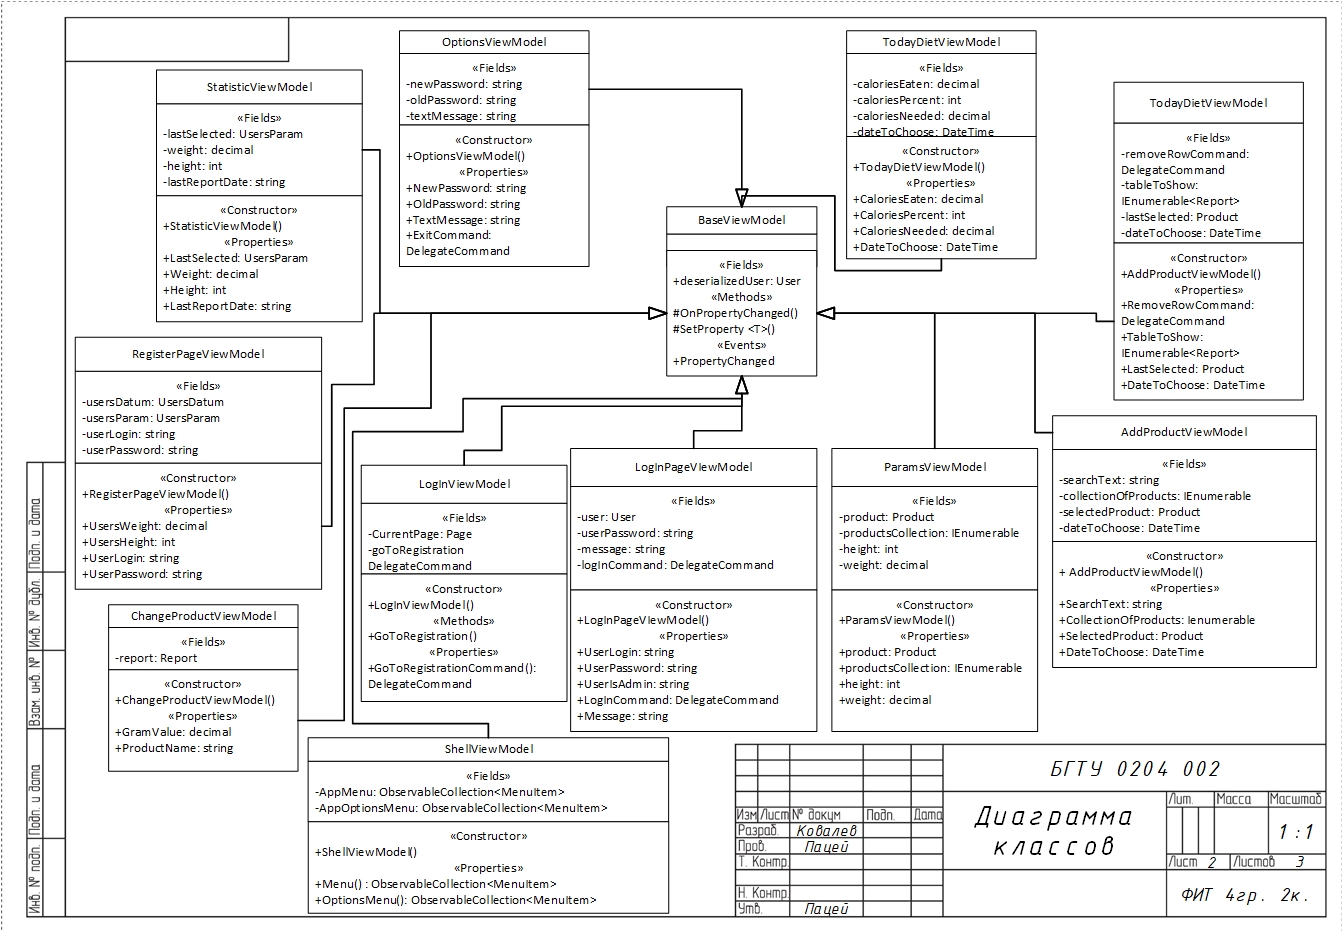 OptionsViewModel
«Fields»
-newPassword: string
-oldPassword: string
-textMessage: string
«Constructor»
+OptionsViewModel()
«Properties»
+NewPassword: string
+OldPassword: string
+TextMessage: string
+ExitCommand:
DelegateCommand
TodayDietViewModel
«Fields»
-caloriesEaten: decimal
-caloriesPercent: int
-caloriesNeeded: decimal
-dateToChoose: DateTime
«Constructor»
+TodayDietViewModel()
«Properties»
+CaloriesEaten: decimal
+CaloriesPercent: int
+CaloriesNeeded: decimal
+DateToChoose: DateTime
StatisticViewModel
«Fields»
-lastSelected: UsersParam
-weight: decimal
-height: int
-lastReportDate: string
«Constructor»
+StatisticViewModel()
«Properties»
+LastSelected: UsersParam
+Weight: decimal
+Height: int
+LastReportDate: string
TodayDietViewModel
«Fields»
-removeRowCommand:
DelegateCommand
-tableToShow:
IEnumerable<Report>
-lastSelected: Product
-dateToChoose: DateTime
«Constructor»
+AddProductViewModel()
«Properties»
+RemoveRowCommand:
DelegateCommand
+TableToShow:
IEnumerable<Report>
+LastSelected: Product
+DateToChoose: DateTime
BaseViewModel
«Fields»
+deserializedUser: User
«Methods»
#OnPropertyChanged()
#SetProperty <T>()
«Events»
+PropertyChanged
RegisterPageViewModel
«Fields»
-usersDatum: UsersDatum
-usersParam: UsersParam
-userLogin: string
-userPassword: string
«Constructor»
+RegisterPageViewModel()
«Properties»
+UsersWeight: decimal
+UsersHeight: int
+UserLogin: string
+UserPassword: string
AddProductViewModel
«Fields»
-searchText: string
-collectionOfProducts: IEnumerable
-selectedProduct: Product
-dateToChoose: DateTime
«Constructor»
+ AddProductViewModel()
«Properties»
+SearchText: string
+CollectionOfProducts: Ienumerable
+SelectedProduct: Product
+DateToChoose: DateTime
LogInViewModel
«Fields»
-CurrentPage: Page
-goToRegistration
DelegateCommand
«Constructor»
+LogInViewModel()
«Methods»
+GoToRegistration()
«Properties»
+GoToRegistrationCommand():
DelegateCommand
LogInPageViewModel
«Fields»
-user: User
-userPassword: string
-message: string
-logInCommand: DelegateCommand
«Constructor»
+LogInPageViewModel()
«Properties»
+UserLogin: string
+UserPassword: string
+UserIsAdmin: string
+LogInCommand: DelegateCommand
+Message: string
ParamsViewModel
«Fields»
-product: Product
-productsCollection: IEnumerable
-height: int
-weight: decimal
«Constructor»
+ParamsViewModel()
«Properties»
+product: Product
+productsCollection: IEnumerable
+height: int
+weight: decimal
ChangeProductViewModel
«Fields»
-report: Report
«Constructor»
+ChangeProductViewModel()
«Properties»
+GramValue: decimal
+ProductName: string
ShellViewModel
«Fields»
-AppMenu: ObservableCollection<MenuItem>
-AppOptionsMenu: ObservableCollection<MenuItem>
«Constructor»
+ShellViewModel()
«Properties»
+Menu() : ObservableCollection<MenuItem>
+OptionsMenu(): ObservableCollection<MenuItem>
Подп. и дата
Инв. № дубл.
Взам. инв. №
Подп. и дата
Инв. № подл.
БГТУ 0204 002
Изм Лист № докум Подп. Дата
Разраб. Ковалев
Пров. Пацей
Т. Контр.
Н. Контр.
Утв. Пацей
Диаграмма
классов
Лит. Масса Масштаб
1 : 1
Лист 2 Листов 3
ФИТ 4гр. 2к.